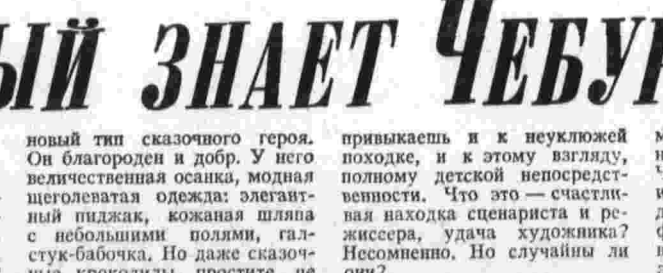 ЫЙ ЗНАЕТ ЧЕБУ
новый тип сказочного героя.
Он благороден и добр. У него
величественная осанка, модная
щеголеватая одежда: элегант-
ный пиджак, кожаная шляпа
с небольшими полями, гал-
стук-бабочка. Но даже сказоч-
привыкаешь и к неуклюжей
походке, и к этому взгляду,
полному детской непосредст-
венности. Что это — счастли-
вая находка сценариста и ре-
жиссера, удача художника?
Несомненно. Но случайны ли
они?